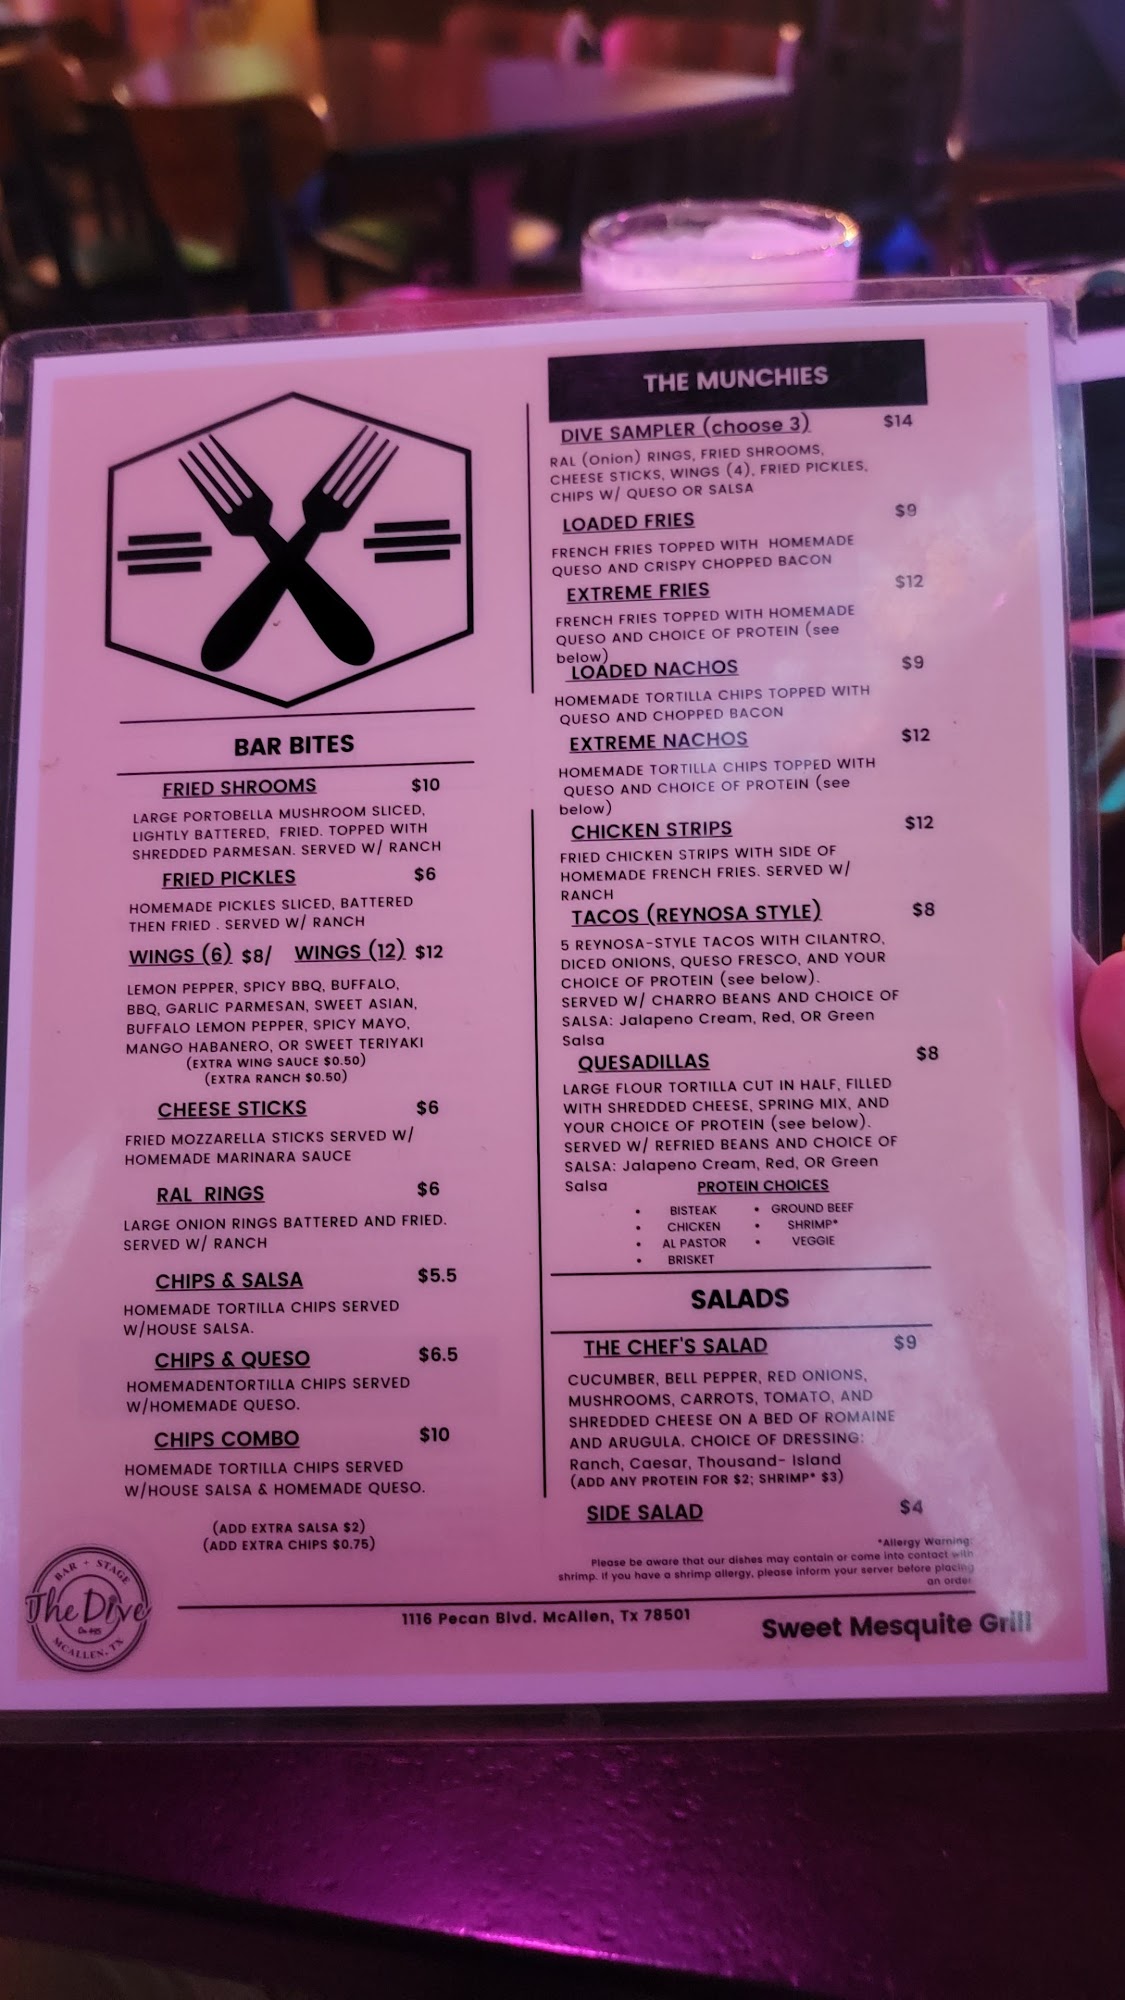 BAR BITES
FRIED SHROOMS $10
LARGE PORTOBELLA MUSHROOM SLICED,
LIGHTLY BATTERED, FRIED. TOPPED WITH
SHREDDED PARMESAN. SERVED W/ RANCH
FRIED PICKLES $6
HOMEMADE PICKLES SLICED, BATTERED
THEN FRIED . SERVED W/ RANCH
WINGS (6) $8/ WINGS (12) $12
LEMON PEPPER, SPICY BBQ, BUFFALO,
BBQ, GARLIC PARMESAN, SWEET ASIAN,
BUFFALO LEMON PEPPER, SPICY MAYO,
MANGO HABANERO, OR SWEET TERIYAKI
(EXTRA WING SAUCE $0.50)
(EXTRA RANCH $0.50)
CHEESE STICKS $6
FRIED MOZZARELLA STICKS SERVED W/
HOMEMADE MARINARA SAUCE
RAL RINGS $6
LARGE ONION RINGS BATTERED AND FRIED.
SERVED W/ RANCH
CHIPS & SALSA $5.5
HOMEMADE TORTILLA CHIPS SERVED
W/HOUSE SALSA.
CHIPS & QUESO $6.5
HOMEMADENTORTILLA CHIPS SERVED
W/HOMEMADE QUESO.
CHIPS COMBO $10
HOMEMADE TORTILLA CHIPS SERVED
W/HOUSE SALSA & HOMEMADE QUESO.
(ADD EXTRA SALSA $2)
(ADD EXTRA CHIPS $0.75)
THE MUNCHIES
DIVE SAMPLER (choose 3) $14
RAL (Onion) RINGS, FRIED SHROOMS,
CHEESE STICKS, WINGS (4), FRIED PICKLES,
CHIPS W/ QUESO OR SALSA
LOADED FRIES $9
FRENCH FRIES TOPPED WITH HOMEMADE
QUESO AND CRISPY CHOPPED BACON
EXTREME FRIES $12
FRENCH FRIES TOPPED WITH HOMEMADE
QUESO AND CHOICE OF PROTEIN (see
below)
LOADED NACHOS $9
HOMEMADE TORTILLA CHIPS TOPPED WITH
QUESO AND CHOPPED BACON
EXTREME NACHOS $12
HOMEMADE TORTILLA CHIPS TOPPED WITH
QUESO AND CHOICE OF PROTEIN (see
below)
CHICKEN STRIPS $12
FRIED CHICKEN STRIPS WITH SIDE OF
HOMEMADE FRENCH FRIES. SERVED W/
RANCH
TACOS (REYNOSA STYLE) $8
5 REYNOSA-STYLE TACOS WITH CILANTRO,
DICED ONIONS, QUESO FRESCO, AND YOUR
CHOICE OF PROTEIN (see below).
SERVED W/ CHARRO BEANS AND CHOICE OF
SALSA: Jalapeno Cream, Red, OR Green
Salsa
QUESADILLAS $8
LARGE FLOUR TORTILLA CUT IN HALF, FILLED
WITH SHREDDED CHEESE, SPRING MIX, AND
YOUR CHOICE OF PROTEIN (see below).
SERVED W/ REFRIED BEANS AND CHOICE OF
SALSA: Jalapeno Cream, Red, OR Green
Salsa
PROTEIN CHOICES
• BISTEAK • GROUND BEEF
• CHICKEN • SHRIMP*
• AL PASTOR • VEGGIE
• BRISKET
SALADS
THE CHEF'S SALAD $9
CUCUMBER, BELL PEPPER, RED ONIONS,
MUSHROOMS, CARROTS, TOMATO, AND
SHREDDED CHEESE ON A BED OF ROMAINE
AND ARUGULA. CHOICE OF DRESSING:
Ranch, Caesar, Thousand- Island
(ADD ANY PROTEIN FOR $2; SHRIMP* $3)
SIDE SALAD $4
*Allergy Warning:
Please be aware that our dishes may contain or come into contact with
shrimp. If you have a shrimp allergy, please inform your server before placing
an order.
BAR + STAGE
The Dive
MCALLEN, TX
1116 Pecan Blvd. McAllen, Tx 78501
Sweet Mesquite Grill